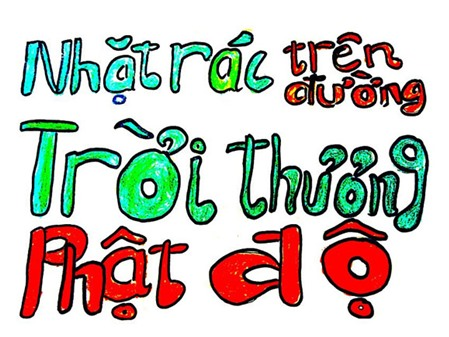 Nhặt rác trên
đường
Trời thưởng
Phật độ